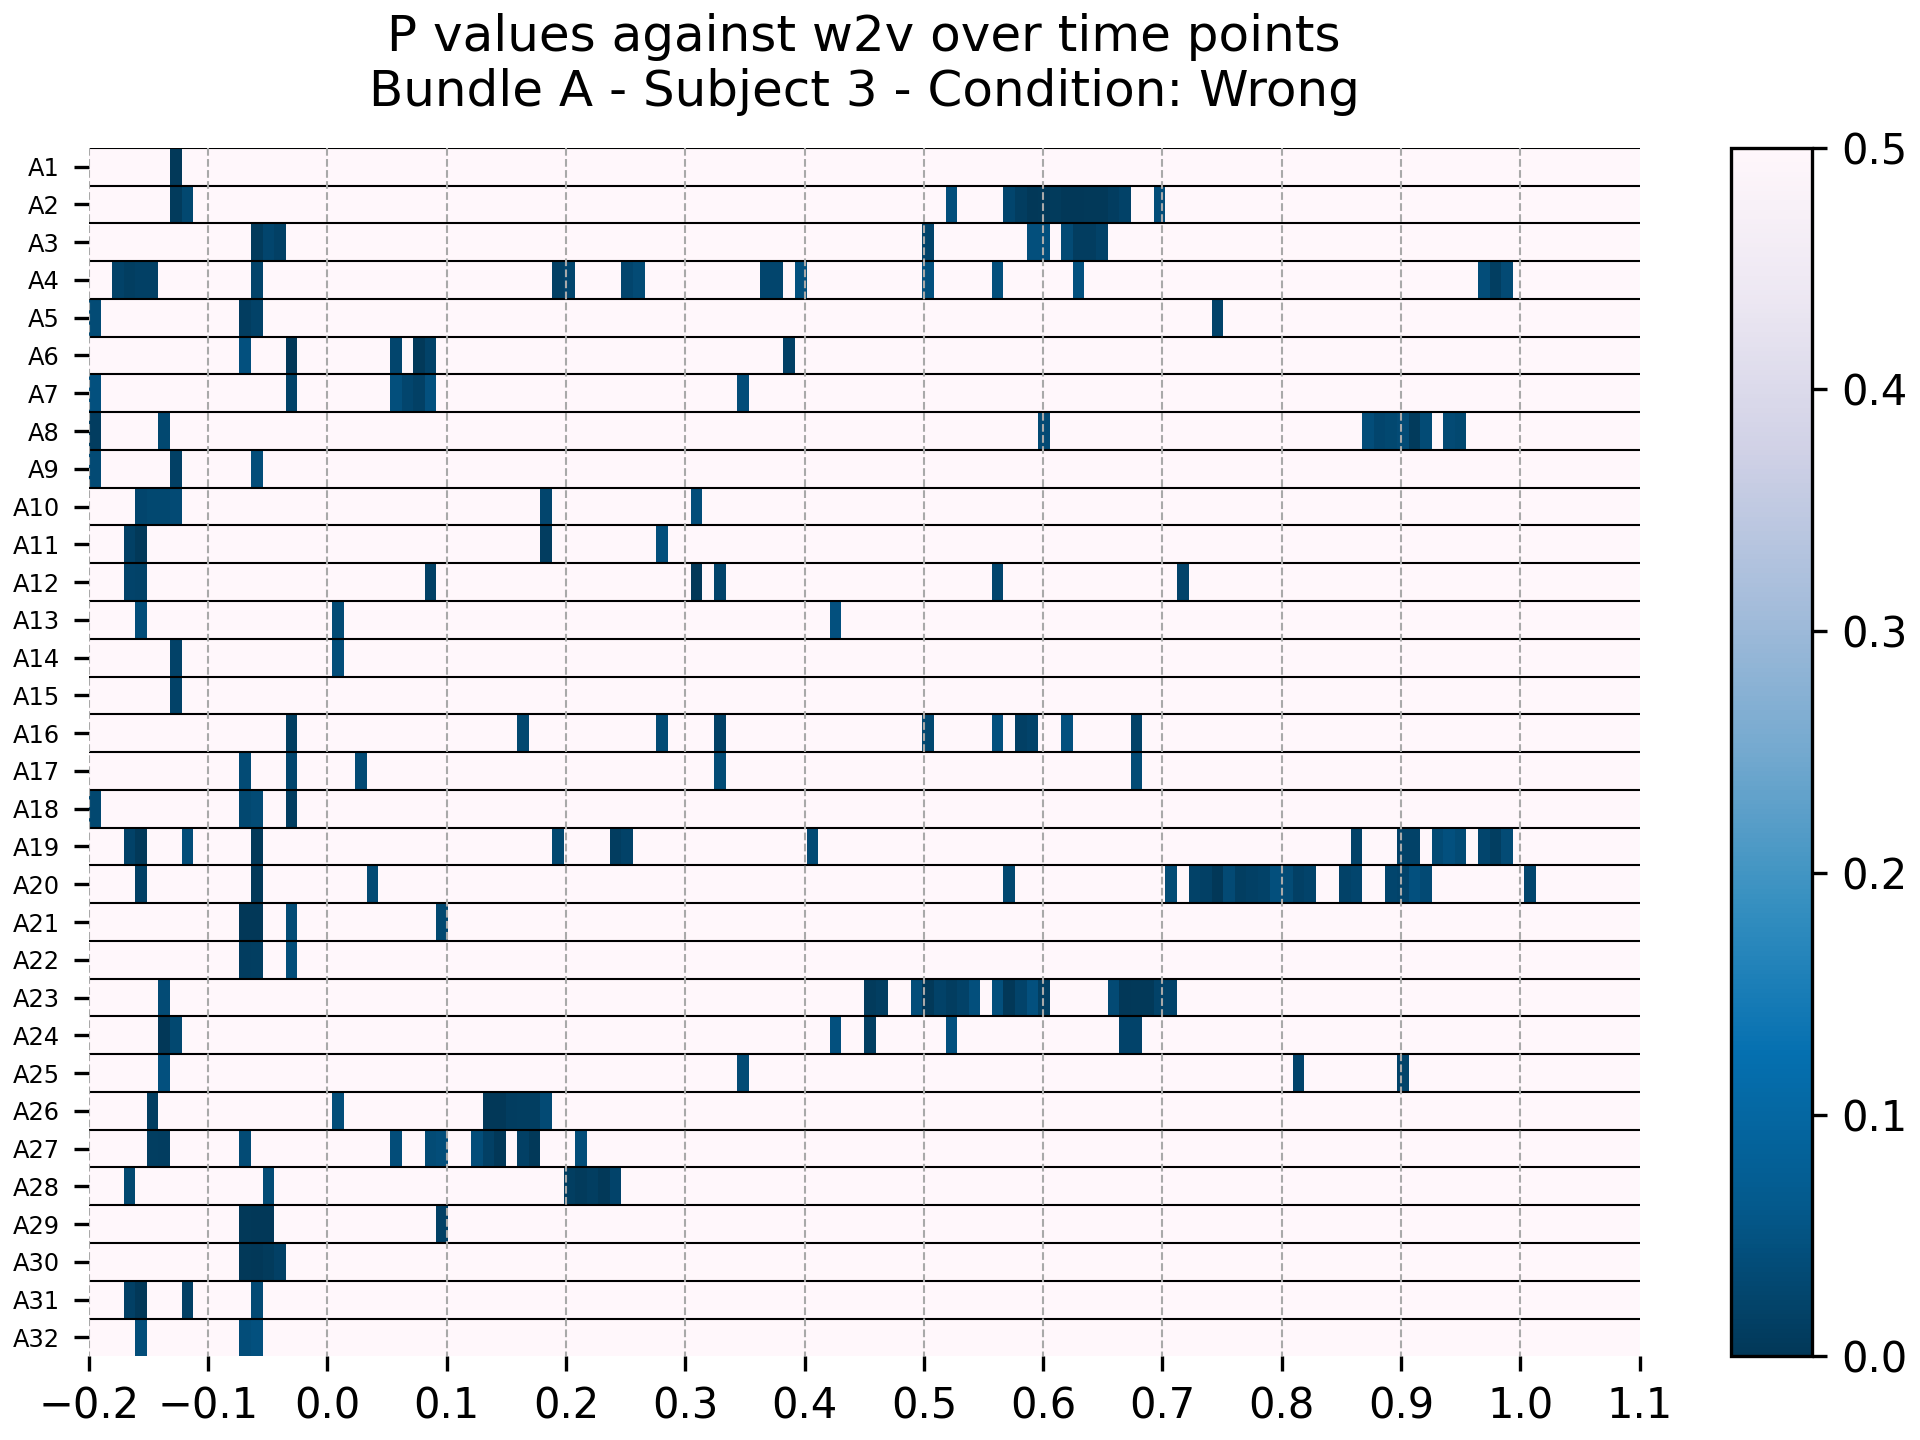 P values against w2v over time points
Bundle A - Subject 3 - Condition: Wrong
A1
A2
A3
A4
A5
A6
A7
A8
A9
A10
A11
A12
A13
A14
A15
A16
A17
A18
A19
A20
A21
A22
A23
A24
A25
A26
A27
A28
A29
A30
A31
A32
−0.2 −0.1 0.0 0.1 0.2 0.3 0.4 0.5 0.6 0.7 0.8 0.9 1.0 1.1
0.5
0.4
0.3
0.2
0.1
0.0